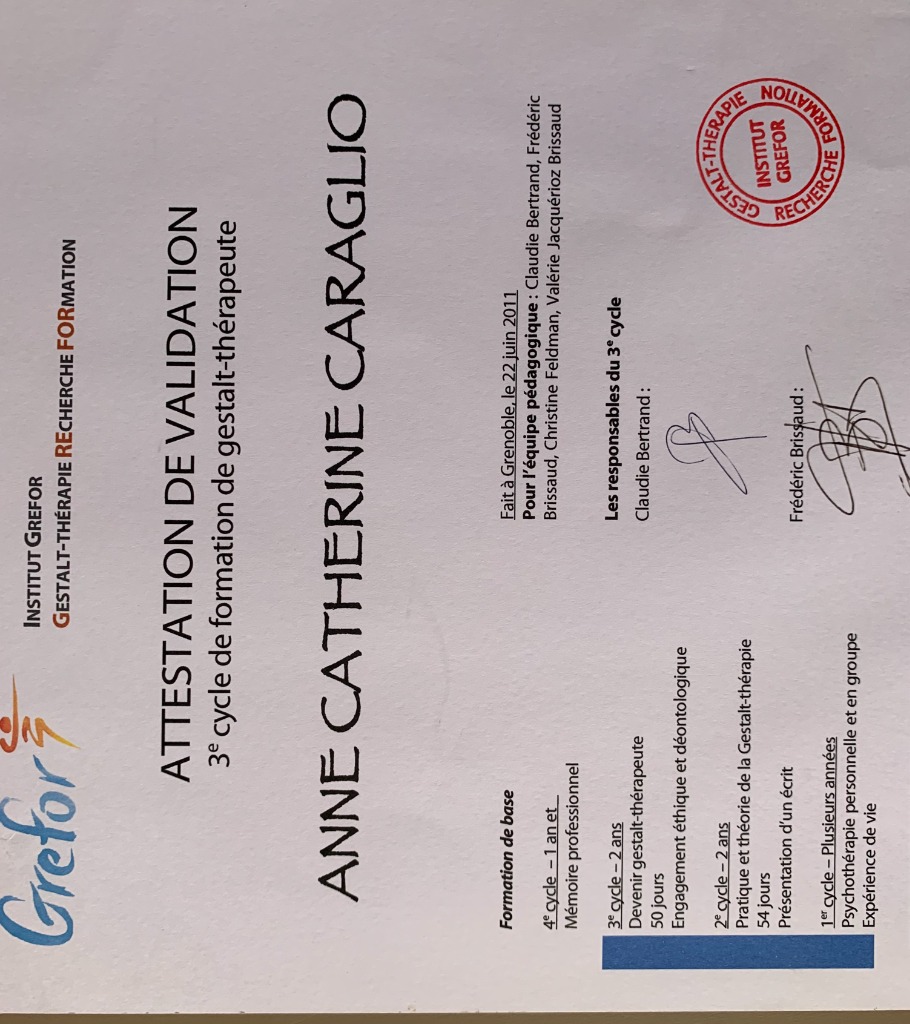 Grefor
INSTITUT GREFOR
GESTALT-THÉRAPIE RECHERCHE FORMATION
ATTESTATION DE VALIDATION
3e cycle de formation de gestalt-thérapeute
ANNE CATHERINE CARAGLIO
Formation de base
4e cycle – 1 an et
Mémoire professionnel
3e cycle – 2 ans
Devenir gestalt-thérapeute
50 jours
Engagement éthique et déontologique
2e cycle – 2 ans
Pratique et théorie de la Gestalt-thérapie
54 jours
Présentation d'un écrit
1er cycle – Plusieurs années
Psychothérapie personnelle et en groupe
Expérience de vie
Fait à Grenoble, le 22 juin 2011
Pour l'équipe pédagogique : Claudie Bertrand, Frédéric
Brissaud, Christine Feldman, Valérie Jacquérioz Brissaud
Les responsables du 3e cycle
Claudie Bertrand :
Frédéric Brissaud :
GESTALT-THERAPIE
RECHERCHE FORMATION
INSTITUT
GREFOR